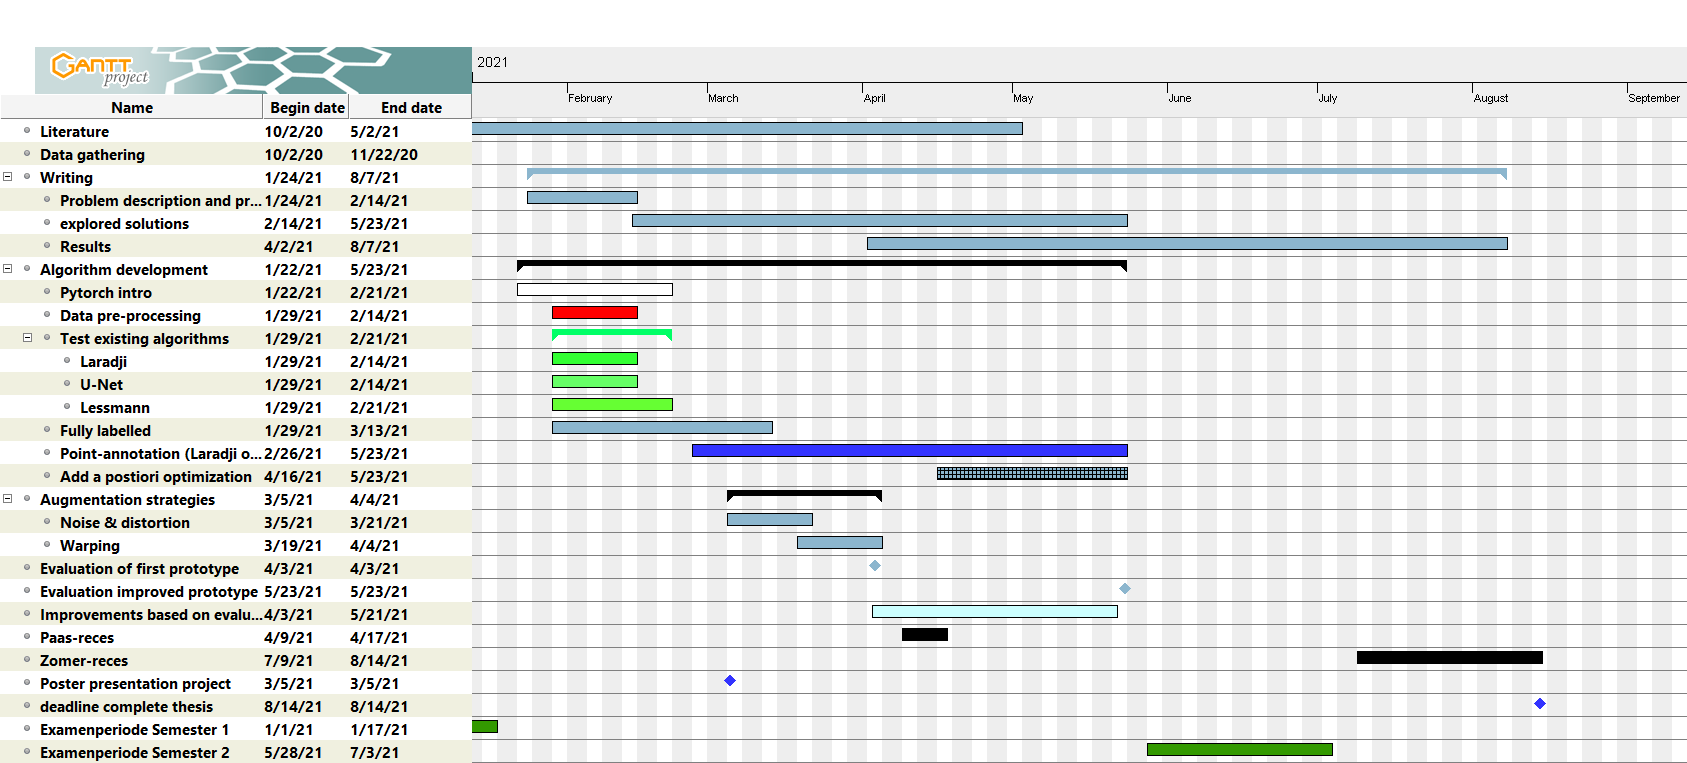 GANTT
project
2021
February March April May June July August September
Name Begin date End date
Literature 10/2/20 5/2/21
Data gathering 10/2/20 11/22/20
Writing 1/24/21 8/7/21
Problem description and pr... 1/24/21 2/14/21
explored solutions 2/14/21 5/23/21
Results 4/2/21 8/7/21
Algorithm development 1/22/21 5/23/21
Pytorch intro 1/22/21 2/21/21
Data pre-processing 1/29/21 2/14/21
Test existing algorithms 1/29/21 2/21/21
Laradji 1/29/21 2/14/21
U-Net 1/29/21 2/14/21
Lessmann 1/29/21 2/21/21
Fully labelled 1/29/21 3/13/21
Point-annotation (Laradji o... 2/26/21 5/23/21
Add a postiori optimization 4/16/21 5/23/21
Augmentation strategies 3/5/21 4/4/21
Noise & distortion 3/5/21 3/21/21
Warping 3/19/21 4/4/21
Evaluation of first prototype 4/3/21 4/3/21
Evaluation improved prototype 5/23/21 5/23/21
Improvements based on evalu... 4/3/21 5/21/21
Paas-reces 4/9/21 4/17/21
Zomer-reces 7/9/21 8/14/21
Poster presentation project 3/5/21 3/5/21
deadline complete thesis 8/14/21 8/14/21
Examenperiode Semester 1 1/1/21 1/17/21
Examenperiode Semester 2 5/28/21 7/3/21